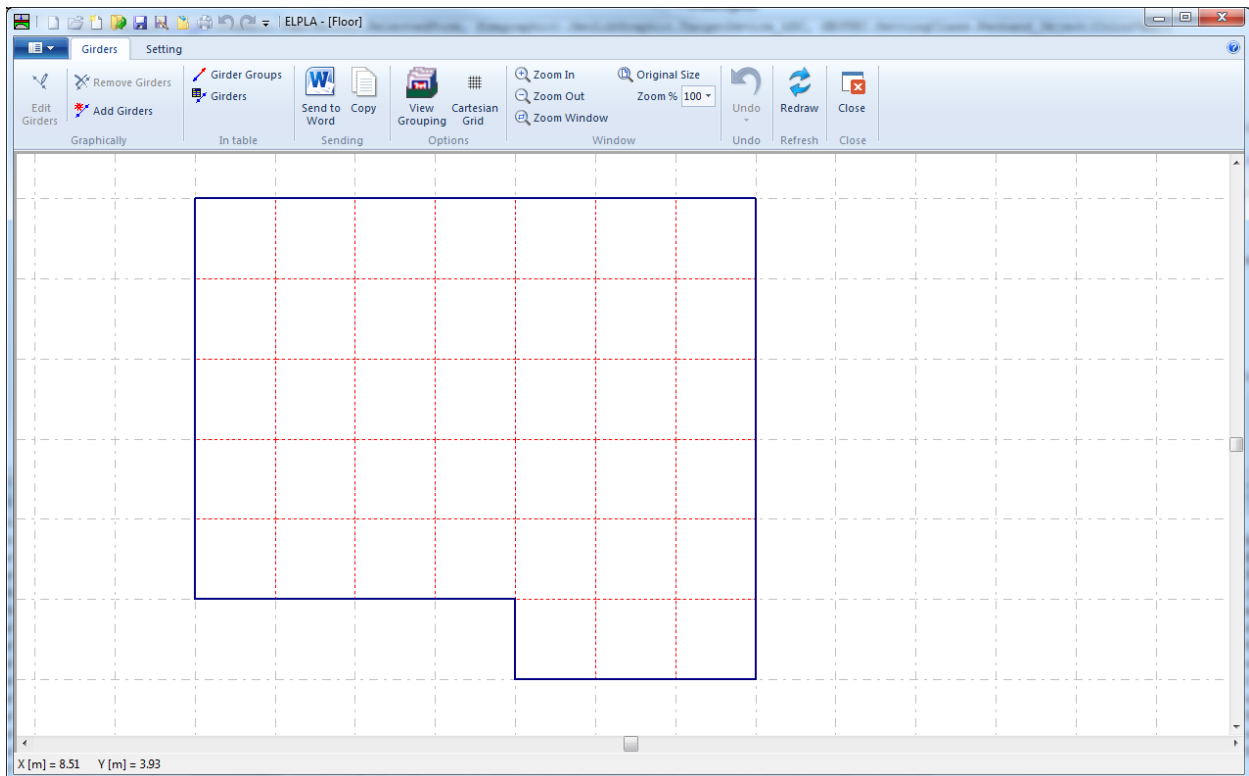 ELPLA - [Floor]
Girders Setting
Edit Girders
Remove Girders
Add Girders
Graphically
Girder Groups
Girders
In table
Send to Word
Copy
Sending
View Grouping
Cartesian Grid
Options
Zoom In
Zoom Out
Zoom Window
Original Size
Zoom % 100
Window
Undo
Undo
Redraw
Refresh
Close
Close
X [m] = 8.51 Y [m] = 3.93